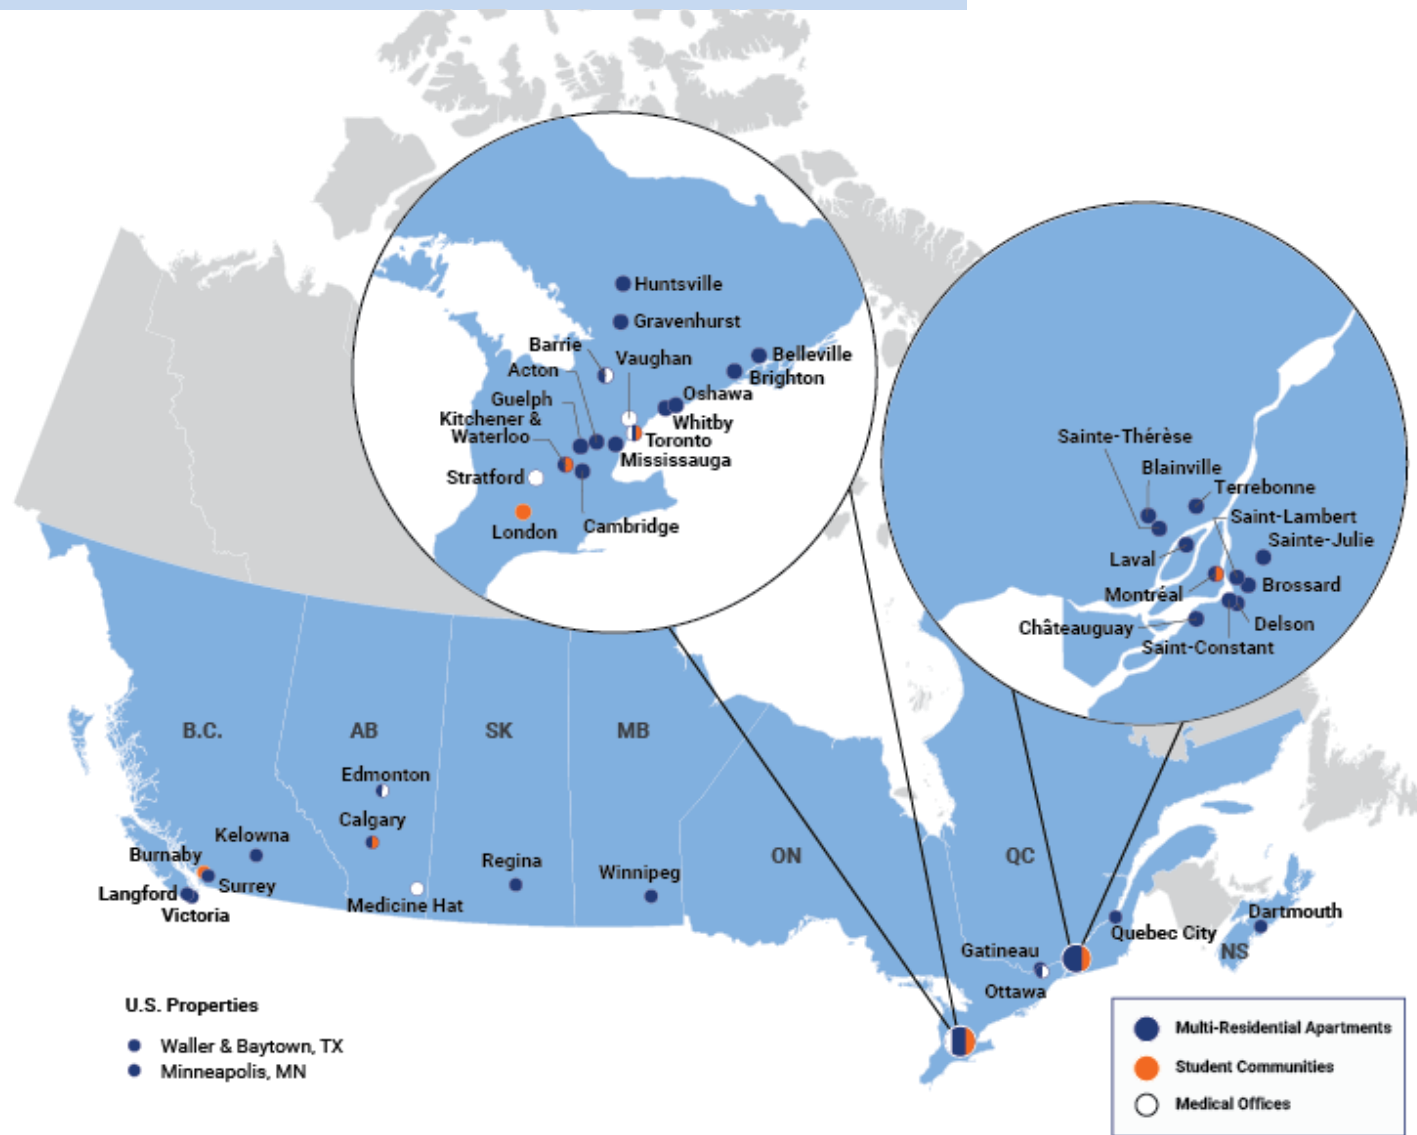 Huntsville
Gravenhurst
Barrie
Vaughan
Belleville
Acton
Brighton
Guelph
Oshawa
Kitchener &
Waterloo
Whitby
Toronto
Mississauga
Stratford
Cambridge
London
Sainte-Thérèse
Blainville
Terrebonne
Saint-Lambert
Sainte-Julie
Laval
Brossard
Montréal
Châteauguay
Delson
Saint-Constant
B.C.
AB
SK
MB
ON
QC
NS
Edmonton
Calgary
Kelowna
Burnaby
Surrey
Langford
Victoria
Medicine Hat
Regina
Winnipeg
Gatineau
Ottawa
Quebec City
Dartmouth
U.S. Properties
Waller & Baytown, TX
Minneapolis, MN
Multi-Residential Apartments
Student Communities
Medical Offices